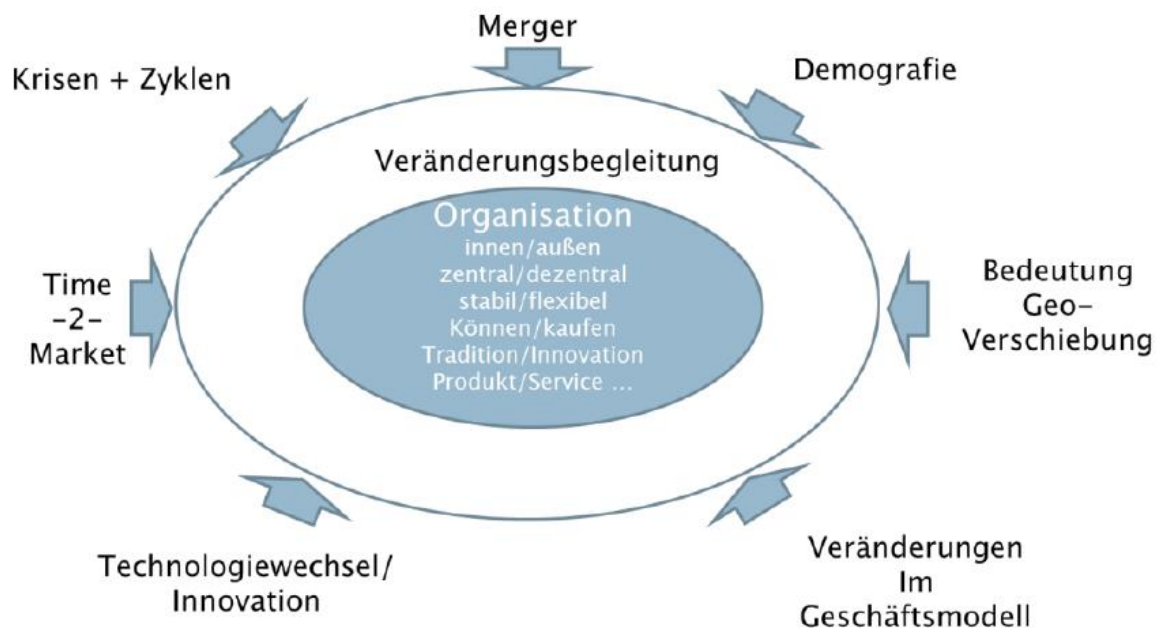 Merger
Krisen + Zyklen
Demografie
Veränderungsbegleitung
Organisation
innen/außen
zentral/dezentral
stabil/flexibel
Können/kaufen
Tradition/Innovation
Produkt/Service ...
Time
-2-
Market
Bedeutung
Geo-
Verschiebung
Technologiewechsel/
Innovation
Veränderungen
Im
Geschäftsmodell